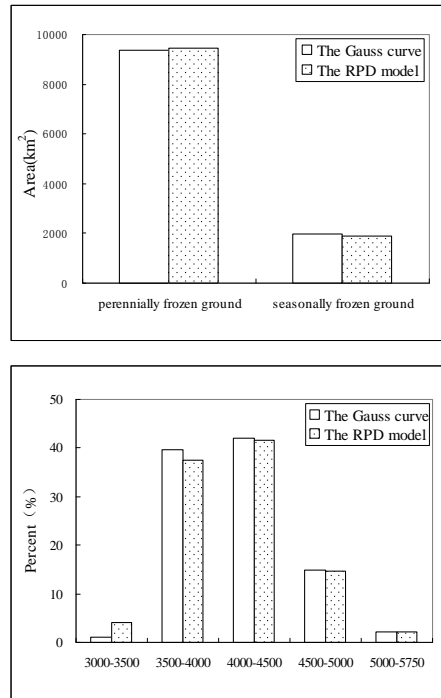 10000
8000
6000
4000
2000
0
Area(km²)
The Gauss curve
The RPD model
perennially frozen ground
seasonally frozen ground
50
40
30
20
10
0
Percent（%）
The Gauss curve
The RPD model
3000-3500
3500-4000
4000-4500
4500-5000
5000-5750